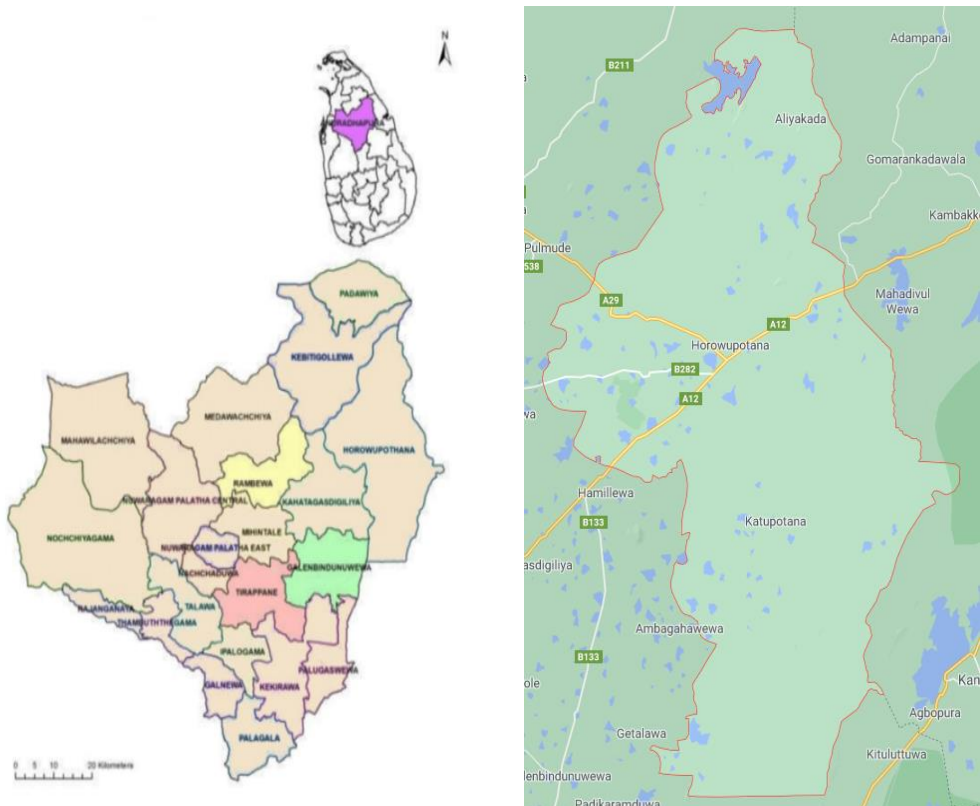 N
ANURADHAPURA
PADAWIYA
KEBITIGOLLEWA
MEDAWACHCHIYA
MAHAWILACHCHIYA
HOROWUPOTHANA
RAMBEWA
NUWARAGAM PALATHA CENTRAL
KAHATAGASDIGILIYA
NOCHCHIYAGAMA
MIHINTALE
NUWARAGAM PALATHA EAST
GALENBINDUNUWEWA
NACHCHADUWA
TIRAPPANE
RAJANGANAYA
TALAWA
THAMBUTHTHEGAMA
IPALOGAMA
PALUGASWEWA
GALNEWA
KEKIRAWA
PALAGALA
0 5 10 20 Kilometers
Adampanai
B211
Aliyakada
Gomarankadawala
Kambakk
Pulmude
538
Mahadivul
Wewa
A29
A12
Horowupotana
B282
A12
wa
Hamillewa
B133
Katupotana
asdigiliya
Ambagahawewa
B133
ole
Kan
Agbopura
Getalawa
Kituluttuwa
lenbindunuwewa
Padikaramduwa